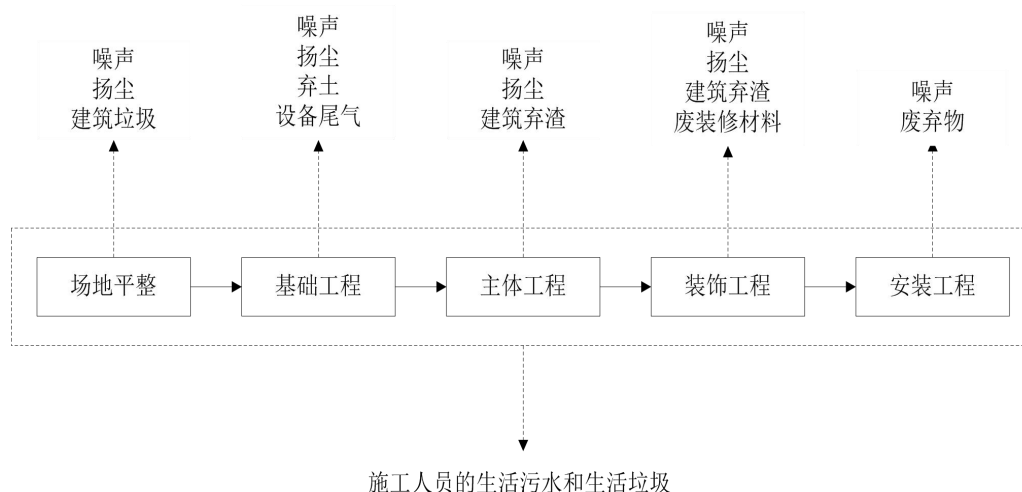 噪声
扬尘
建筑垃圾
噪声
扬尘
弃土
设备尾气
噪声
扬尘
建筑弃渣
噪声
扬尘
建筑弃渣
废装修材料
噪声
废弃物
场地平整
基础工程
主体工程
装饰工程
安装工程
施工人员的生活污水和生活垃圾